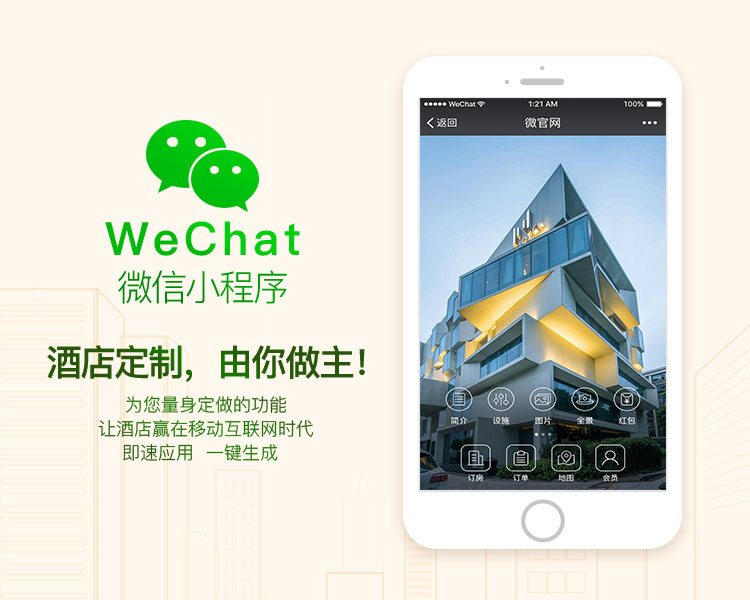 WeChat
微信小程序
酒店定制，由你做主！
为您量身定做的功能
让酒店赢在移动互联网时代
即速应用 一键生成
WeChat 1:21 AM 100%
返回 微官网
简介 设施 图片 全景 红包
订房 订单 地图 会员